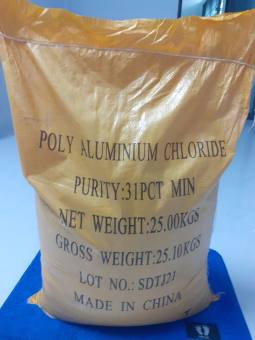 POLY ALUMINIUM CHLORIDE
PURITY:31PCT MIN
NET WEIGHT:25.00KGS
GROSS WEIGHT:25.10KGS
LOT NO.: SDTJ21
MADE IN CHINA